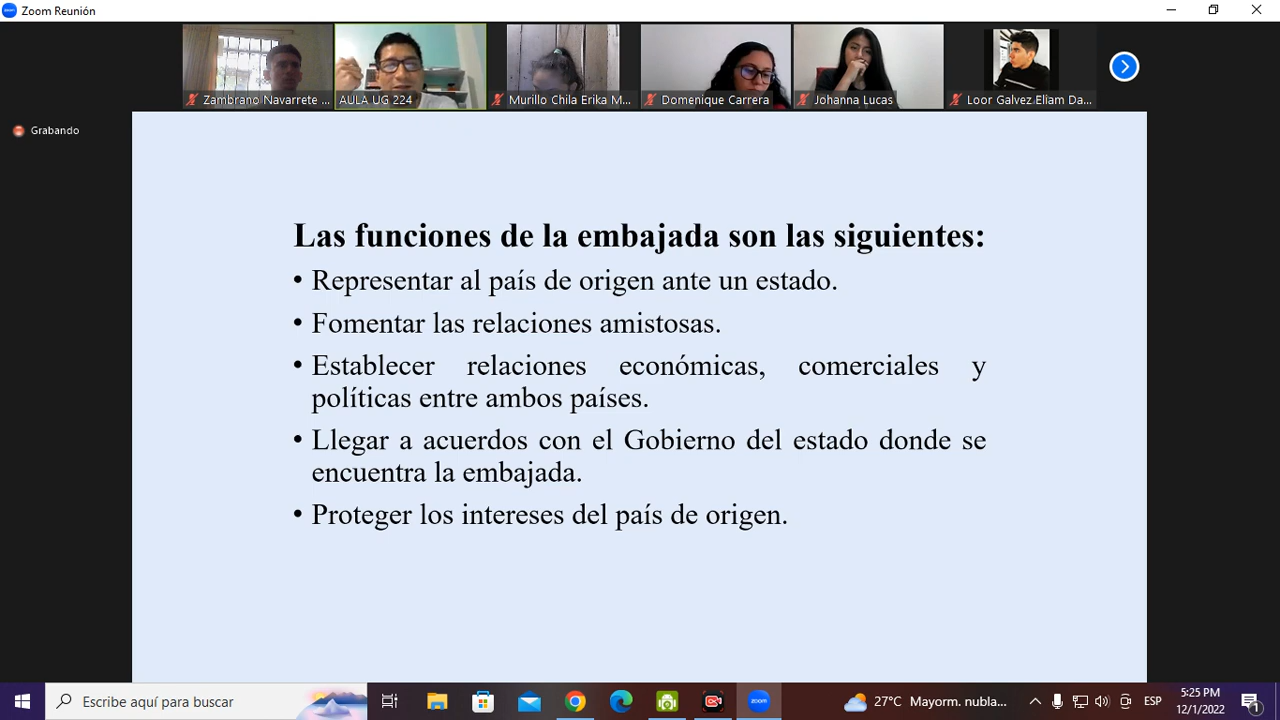 Zoom Reunión
Zambrano Navarrete ...
AULA UG 224
Murillo Chila Erika M...
Domenique Carrera
Johanna Lucas
Loor Galvez Eliam Da...
Grabando
Las funciones de la embajada son las siguientes:
• Representar al país de origen ante un estado.
• Fomentar las relaciones amistosas.
• Establecer relaciones económicas, comerciales y
políticas entre ambos países.
• Llegar a acuerdos con el Gobierno del estado donde se
encuentra la embajada.
• Proteger los intereses del país de origen.
Escribe aquí para buscar
zoom
27°C Mayorm. nubla...
ESP
5:25 PM
12/1/2022
1